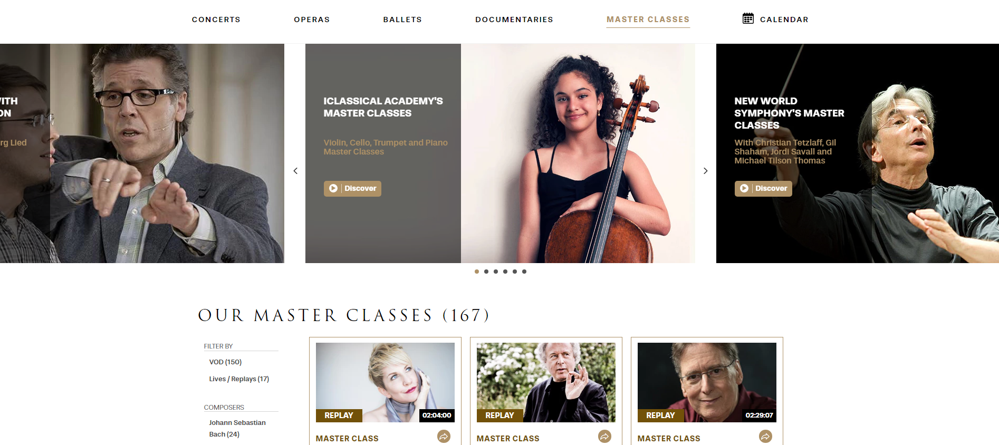 CONCERTS
OPERAS
BALLETS
DOCUMENTARIES
MASTER CLASSES
CALENDAR
rg Lied
ICLASSICAL ACADEMY'S
MASTER CLASSES
Violin, Cello, Trumpet and Piano
Master Classes
Discover
NEW WORLD
SYMPHONY'S MASTER
CLASSES
With Christian Tetzlaff, Gil
Shaham, Jordi Savall and
Michael Tilson Thomas
Discover
OUR MASTER CLASSES (167)
FILTER BY
VOD (150)
Lives / Replays (17)
COMPOSERS
Johann Sebastian
Bach (24)
REPLAY
02:04:00
MASTER CLASS
REPLAY
MASTER CLASS
REPLAY
02:29:07
MASTER CLASS